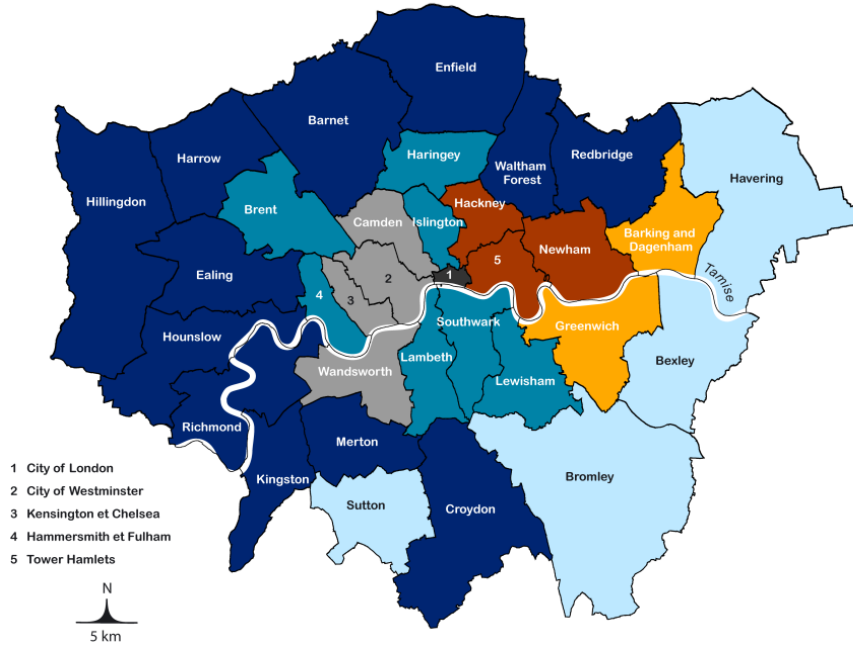 Enfield
Barnet
Harrow
Haringey
Waltham
Forest
Redbridge
Havering
Hillingdon
Brent
Camden
Islington
Hackney
Barking and
Dagenham
Newham
Ealing
1
2
3
4
5
Tamise
Hounslow
Southwark
Greenwich
Lambeth
Wandsworth
Bexley
Lewisham
Richmond
Merton
Kingston
Sutton
Croydon
Bromley
1 City of London
2 City of Westminster
3 Kensington et Chelsea
4 Hammersmith et Fulham
5 Tower Hamlets
N
5 km